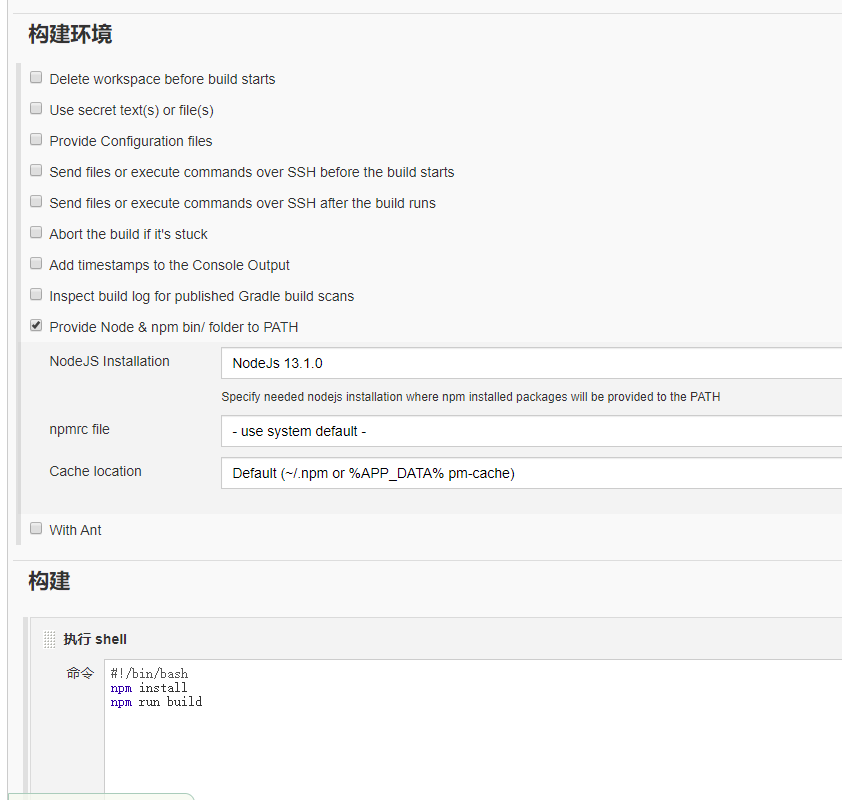 构建环境
Delete workspace before build starts
Use secret text(s) or file(s)
Provide Configuration files
Send files or execute commands over SSH before the build starts
Send files or execute commands over SSH after the build runs
Abort the build if it's stuck
Add timestamps to the Console Output
Inspect build log for published Gradle build scans
Provide Node & npm bin/ folder to PATH
NodeJS Installation
NodeJs 13.1.0
Specify needed nodejs installation where npm installed packages will be provided to the PATH
npmrc file
- use system default -
Cache location
Default (~/.npm or %APP_DATA% pm-cache)
With Ant
构建
执行 shell
命令
#!/bin/bash
npm install
npm run build